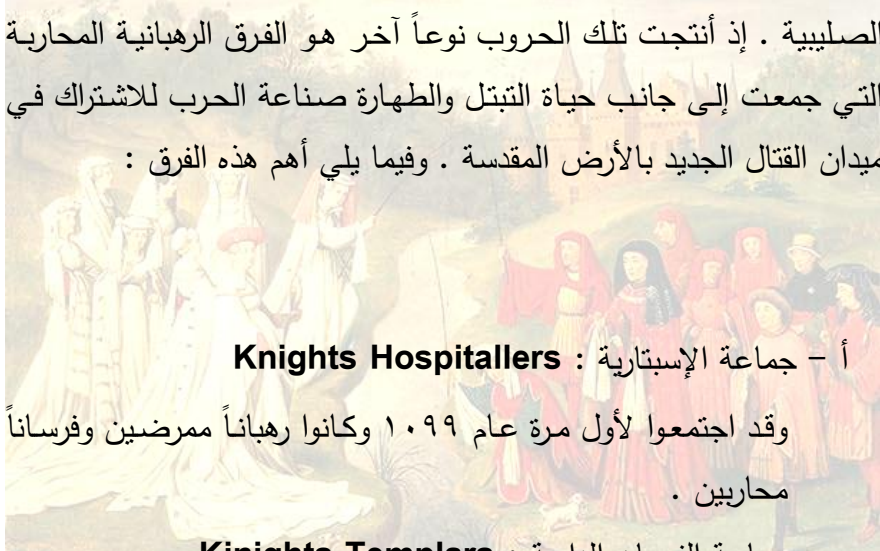 الصليبية . إذ أنتجت تلك الحروب نوعاً آخر هو الفرق الرهبانية المحاربة
التي جمعت إلى جانب حياة التبتل والطهارة صناعة الحرب للاشتراك في
ميدان القتال الجديد بالأرض المقدسة . وفيما يلي أهم هذه الفرق :
أ – جماعة الإسبتارية : Knights Hospitallers
وقد اجتمعوا لأول مرة عام ١٠٩٩ وكانوا رهباناً ممرضين وفرساناً
محاربين .
Kinights Templars